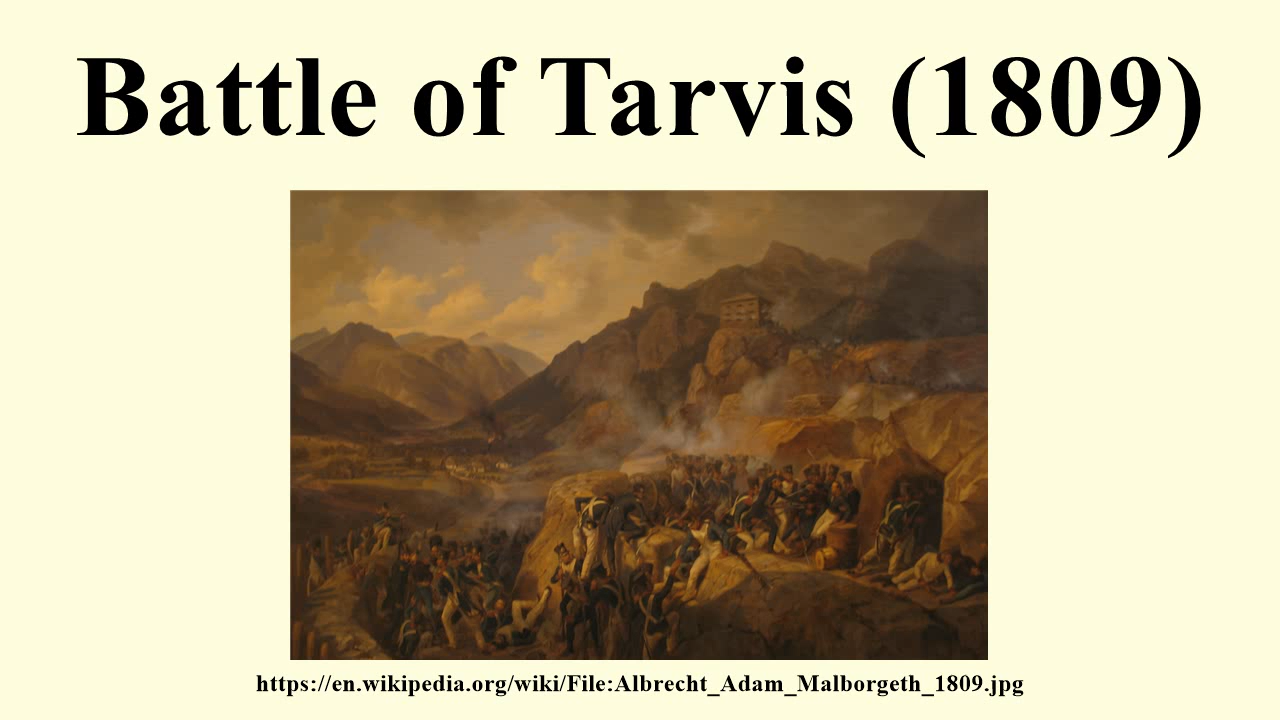 Battle of Tarvis (1809)
https://en.wikipedia.org/wiki/File:Albrecht_Adam_Malborgeth_1809.jpg